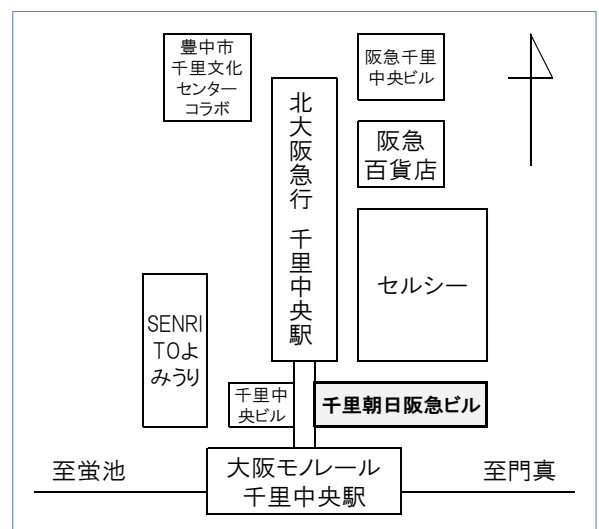 豊中市
千里文化
センター
コラボ
阪急千里
中央ビル
北大阪急行 千里中央駅
阪急
百貨店
セルシー
SENRI
TOよ
みうり
千里中
央ビル
千里朝日阪急ビル
至蛍池
大阪モノレール
千里中央駅
至門真